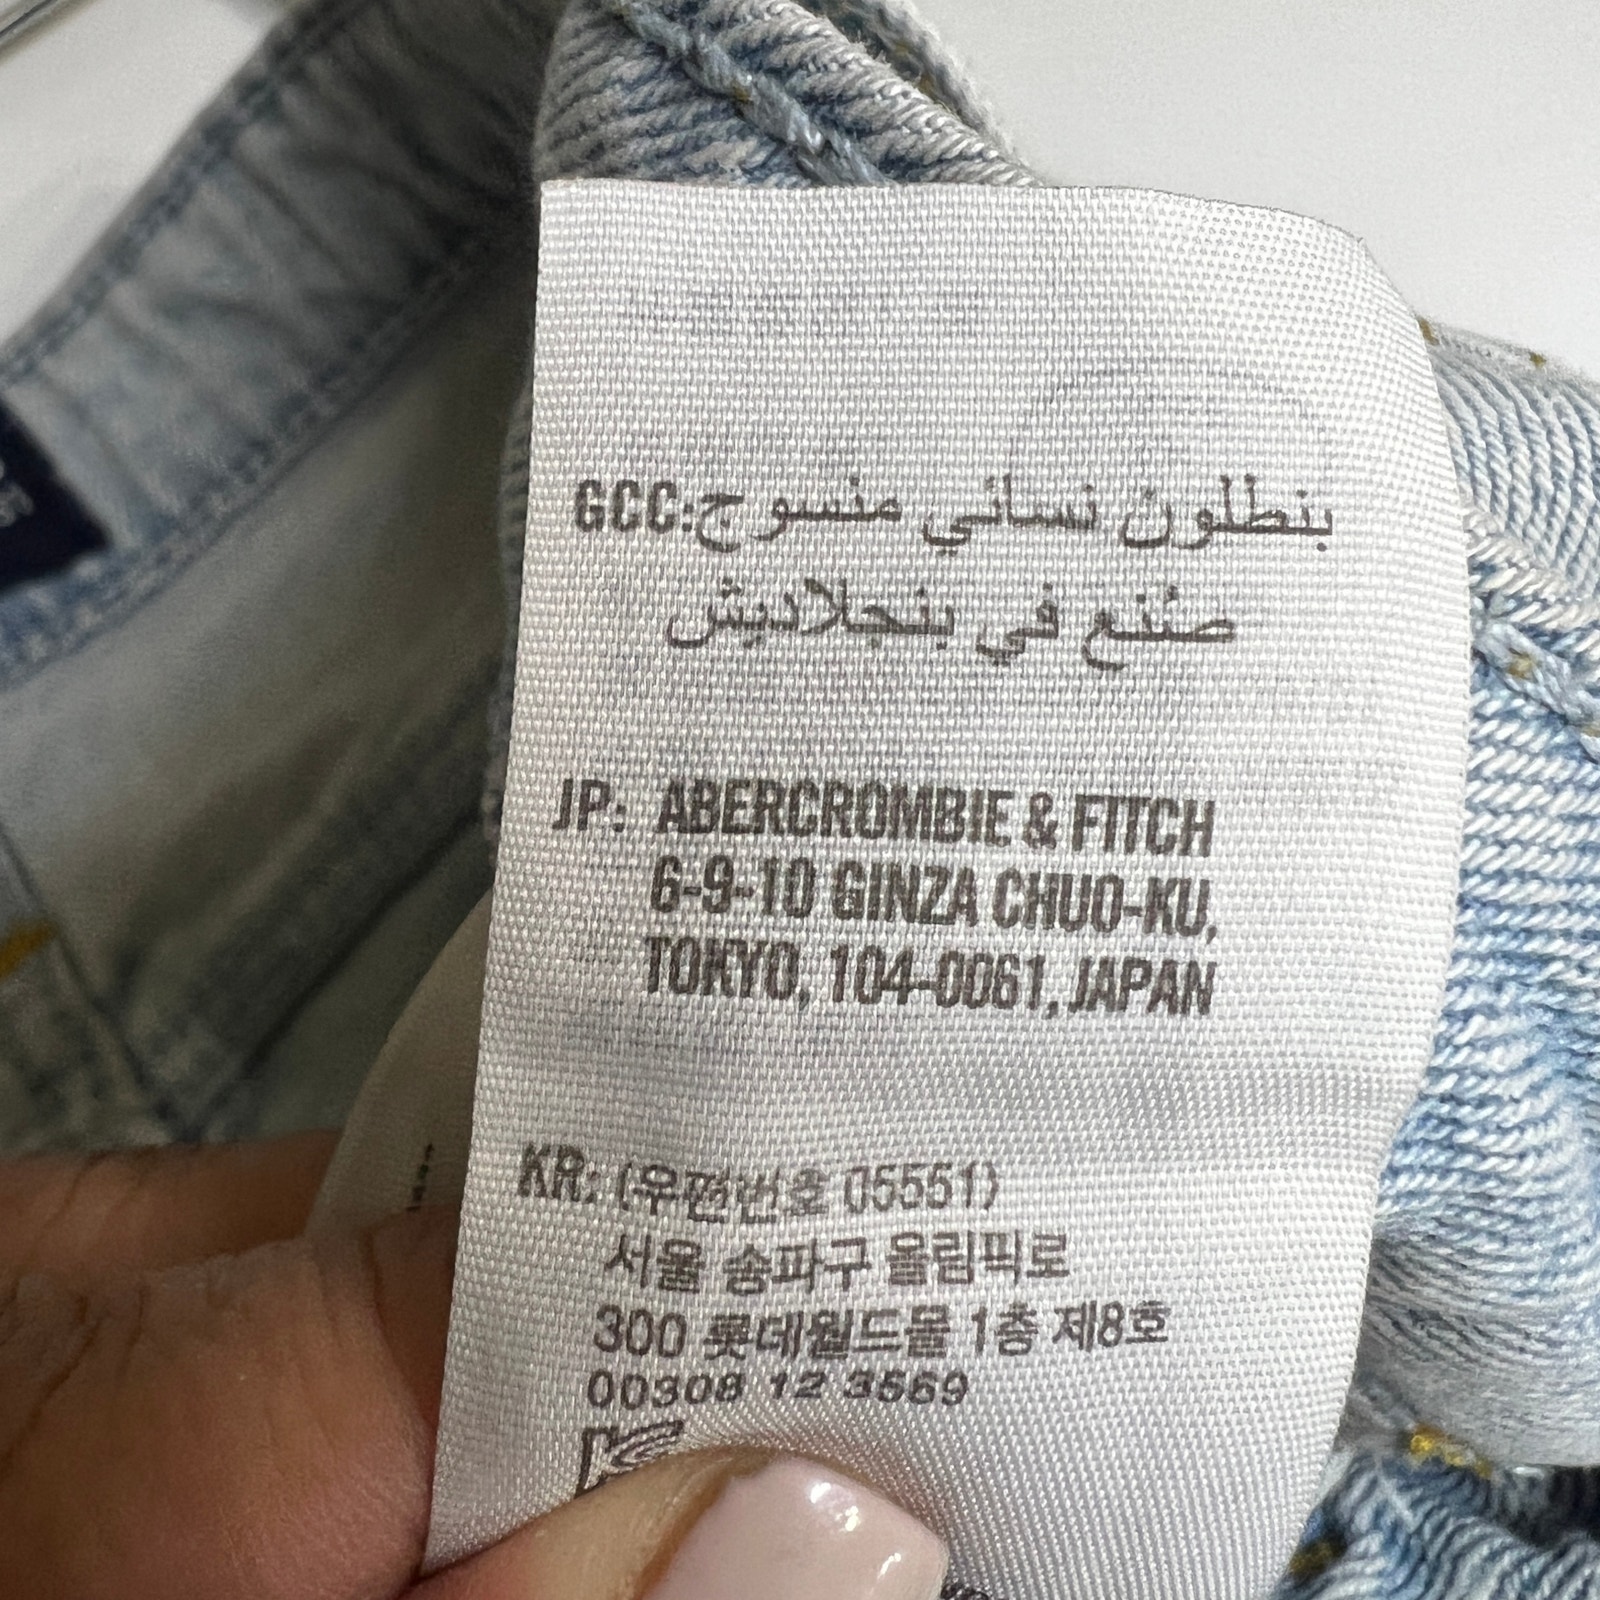 GCC: بنطلون نسائي منسوج
صُنع في بنجلاديش
JP: ABERCROMBIE & FITCH
6-9-10 GINZA CHUO-KU,
TOKYO, 104-0061, JAPAN
KR: (우편번호 05551)
서울 송파구 올림픽로
300 롯데월드몰 1층 제8호
00308 12 3569